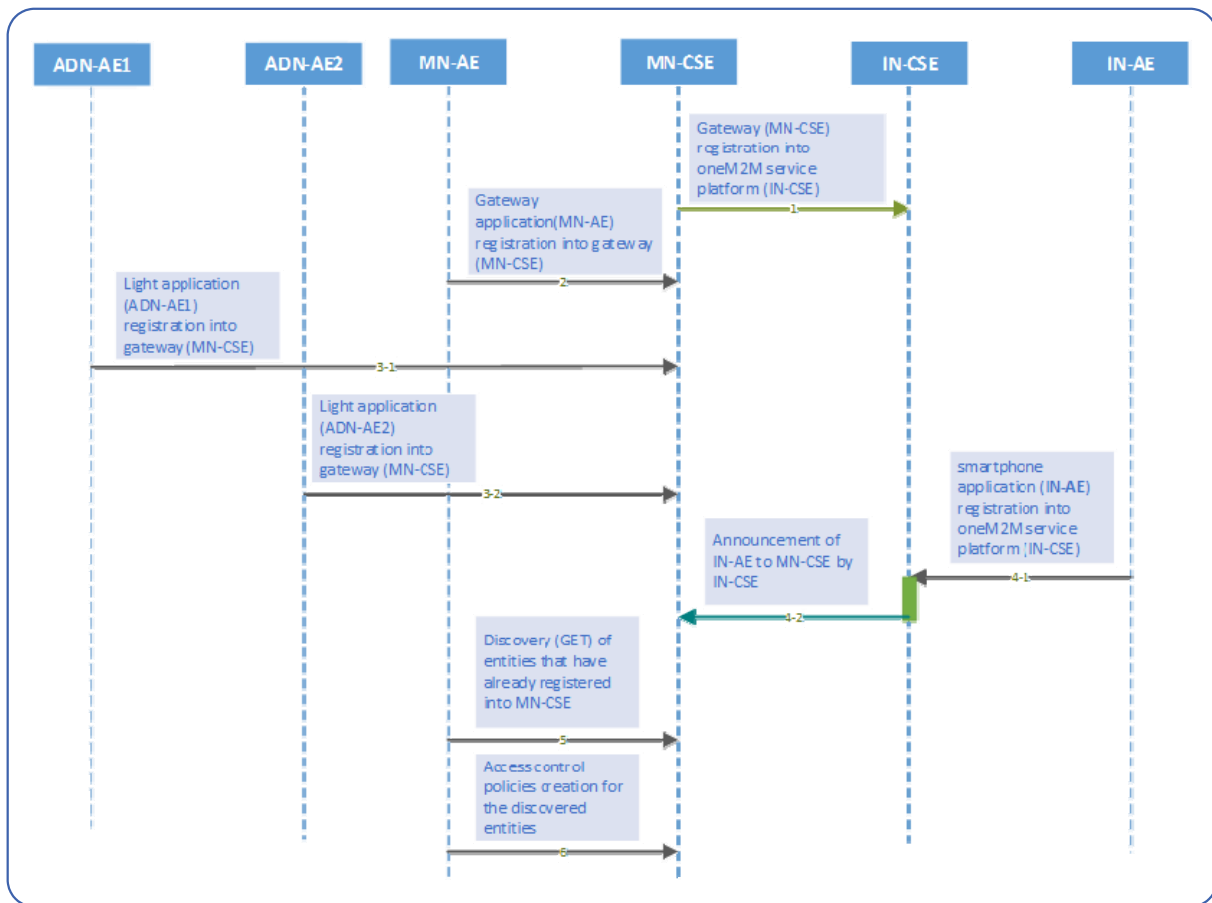 ADN-AE1
ADN-AE2
MN-AE
MN-CSE
IN-CSE
IN-AE
Gateway (MN-CSE)
registration into
oneM2M service
platform (IN-CSE)
1
Gateway
application(MN-AE)
registration into gateway
(MN-CSE)
2
Light application
(ADN-AE1)
registration into
gateway (MN-CSE)
3-1
Light application
(ADN-AE2)
registration into
gateway (MN-CSE)
3-2
smartphone
application (IN-AE)
registration into
oneM2M service
platform (IN-CSE)
4-1
Announcement of
IN-AE to MN-CSE by
IN-CSE
4-2
Discovery (GET) of
entities that have
already registered
into MN-CSE
5
Access control
policies creation for
the discovered
entities
6